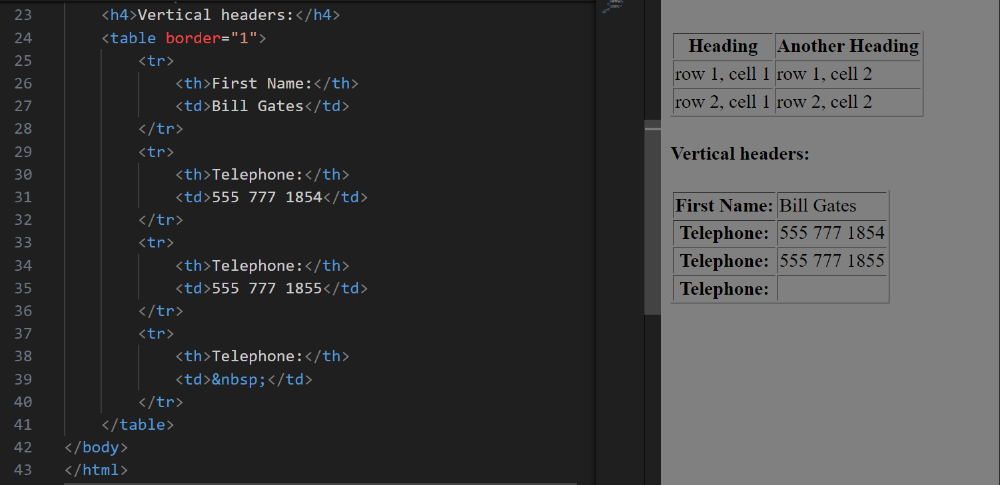 23 <h4>Vertical headers:</h4>
24 <table border="1">
25 <tr>
26 <th>First Name:</th>
27 <td>Bill Gates</td>
28 </tr>
29 <tr>
30 <th>Telephone:</th>
31 <td>555 777 1854</td>
32 </tr>
33 <tr>
34 <th>Telephone:</th>
35 <td>555 777 1855</td>
36 </tr>
37 <tr>
38 <th>Telephone:</th>
39 <td>&nbsp;</td>
40 </tr>
41 </table>
42 </body>
43 </html>
Heading Another Heading
row 1, cell 1 row 1, cell 2
row 2, cell 1 row 2, cell 2
Vertical headers:
First Name: Bill Gates
Telephone: 555 777 1854
Telephone: 555 777 1855
Telephone: